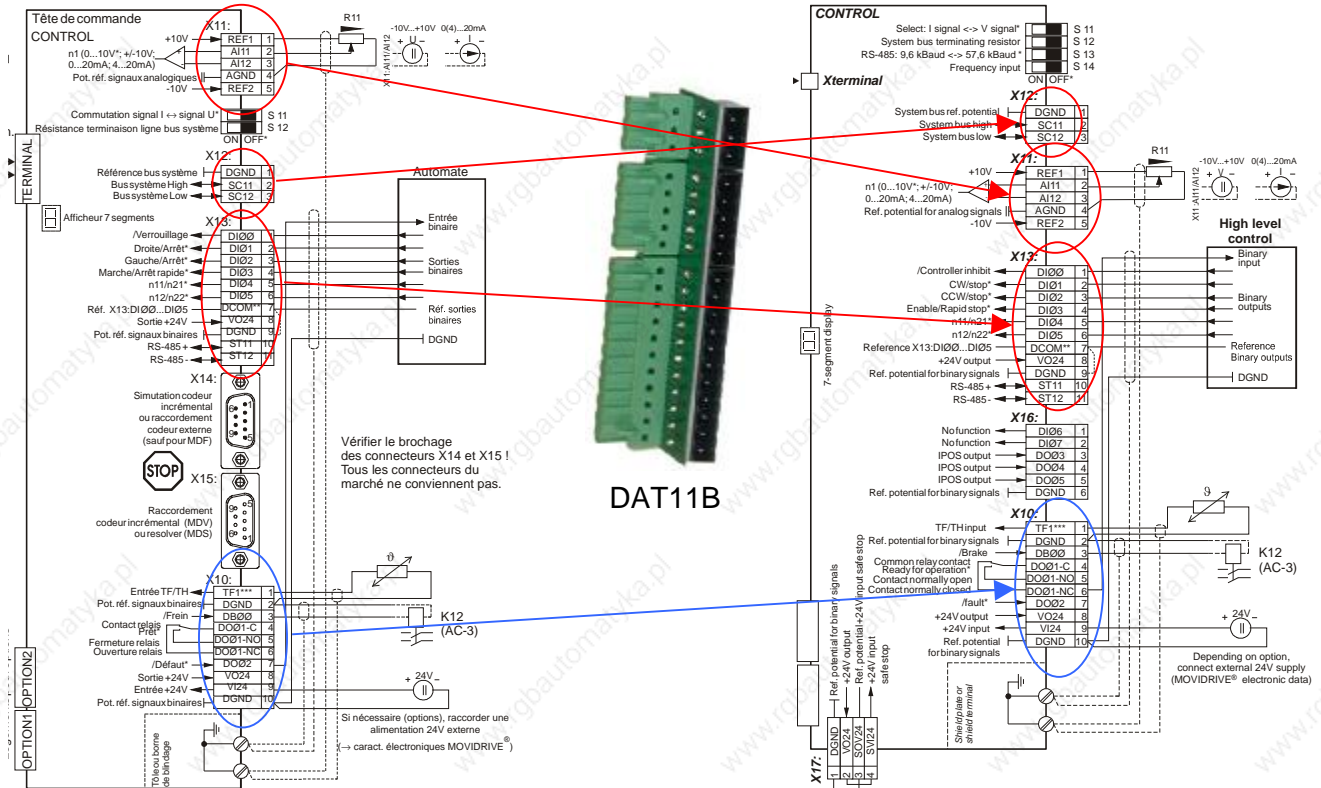 Tête de commande
CONTROL
X11:
+10V
REF1 1
n1 (0...10V*; +/-10V;
0...20mA; 4...20mA)
AI11 2
AI12 3
Pot. réf. signaux analogiques
AGND 4
-10V
REF2 5
R11
-10V...+10V 0(4)...20mA
+ U -
+ I -
X11:AI11/AI12
Commutation signal I ↔ signal U*
S 11
Résistance terminaison ligne bus système
S 12
ON OFF*
TERMINAL
X12:
Référence bus système
DGND 1
Bus système High
SC11 2
Bus système Low
SC12 3
Afficheur 7 segments
X13:
/Verrouillage
DIØØ 1
Droite/Arrêt*
DIØ1 2
Gauche/Arrêt*
DIØ2 3
Marche/Arrêt rapide*
DIØ3 4
n11/n21*
DIØ4 5
n12/n22*
DIØ5 6
Réf. X13:DIØØ...DIØ5
DCOM** 7
Sortie +24V
VO24 8
Pot. réf. signaux binaires
DGND 9
RS-485 +
ST11 10
RS-485 -
ST12 11
Automate
Entrée
binaire
Sorties
binaires
Réf. sorties
binaires
DGND
X14:
Simutation codeur
incrémental
ou raccordement
codeur externe
(sauf pour MDF)
6 1
9 5
STOP
X15:
Raccordement
codeur incrémental (MDV)
ou resolver (MDS)
9 5
6 1
Vérifier le brochage
des connecteurs X14 et X15 !
Tous les connecteurs du
marché ne conviennent pas.
X10:
Entrée TF/TH
TF1*** 1
Pot. réf. signaux binaires
DGND 2
/Frein
DBØØ 3
Contact relais
DOØ1-C 4
Prêt*
Fermeture relais
DOØ1-NO 5
Ouverture relais
DOØ1-NC 6
/Défaut*
DOØ2 7
Sortie +24V
VO24 8
Entrée +24V
VI24 9
Pot. réf. signaux binaires
DGND 10
ϑ
K12
(AC-3)
+ 24V -
Si nécessaire (options), raccorder une
alimentation 24V externe
(→ caract. électroniques MOVIDRIVE®)
OPTION2
OPTION1
Tôle ou borne
de blindage
DAT11B
CONTROL
Select: I signal <-> V signal*
S 11
System bus terminating resistor
S 12
RS-485: 9,6 kBaud <-> 57,6 kBaud *
S 13
Frequency input
S 14
ON OFF*
Xterminal
X12:
System bus ref. potential
DGND 1
System bus high
SC11 2
System bus low
SC12 3
X11:
+10V
REF1 1
n1 (0...10V*; +/-10V;
0...20mA; 4...20mA)
AI11 2
AI12 3
Ref. potential for analog signals
AGND 4
-10V
REF2 5
R11
-10V...+10V 0(4)...20mA
+ V -
+ I -
X1:AI11/AI12
7-segment display
X13:
/Controller inhibit
DIØØ 1
CW/stop*
DIØ1 2
CCW/stop*
DIØ2 3
Enable/Rapid stop*
DIØ3 4
n11/n21*
DIØ4 5
n12/n22*
DIØ5 6
Reference X13:DIØØ...DIØ5
DCOM** 7
+24V output
VO24 8
Ref. potential for binary signals
DGND 9
RS-485 +
ST11 10
RS-485 -
ST12 11
High level
control
Binary
input
Binary
outputs
Reference
Binary outputs
DGND
X16:
No function
DIØ6 1
No function
DIØ7 2
IPOS output
DOØ3 3
IPOS output
DOØ4 4
IPOS output
DOØ5 5
Ref. potential for binary signals
DGND 6
X10:
TF/TH input
TF1*** 1
Ref. potential for binary signals
DGND 2
/Brake
DBØØ 3
Common relay contact
DOØ1-C 4
Ready for operation*
Contact normally open
DOØ1-NO 5
Contact normally closed
DOØ1-NC 6
/fault*
DOØ2 7
+24V output
VO24 8
+24V input
VI24 9
Ref. potential
for binary signals
DGND 10
ϑ
K12
(AC-3)
24V
+ -
Depending on option,
connect external 24V supply
(MOVIDRIVE® electronic data)
Shield plate or
shield terminal
X17:
1 DGND Ref. potential for binary signals
2 VO24 +24V output
3 SOV24 Ref. potential +24V input safe stop
4 SVI24 +24V input
safe stop
www.rgbautomatyka.pl